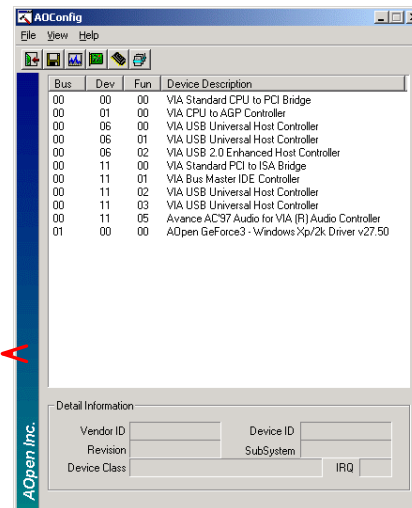 AOConfig
File View Help
Bus Dev Fun Device Description
00 00 00 VIA Standard CPU to PCI Bridge
00 01 00 VIA CPU to AGP Controller
00 06 00 VIA USB Universal Host Controller
00 06 01 VIA USB Universal Host Controller
00 06 02 VIA USB 2.0 Enhanced Host Controller
00 11 00 VIA Standard PCI to ISA Bridge
00 11 01 VIA Bus Master IDE Controller
00 11 02 VIA USB Universal Host Controller
00 11 03 VIA USB Universal Host Controller
00 11 05 Avance AC'97 Audio for VIA (R) Audio Controller
01 00 00 AOpen GeForce3 - Windows Xp/2k Driver v27.50
Detail Information
Vendor ID Device ID
Revision SubSystem
Device Class IRQ
AOpen Inc.